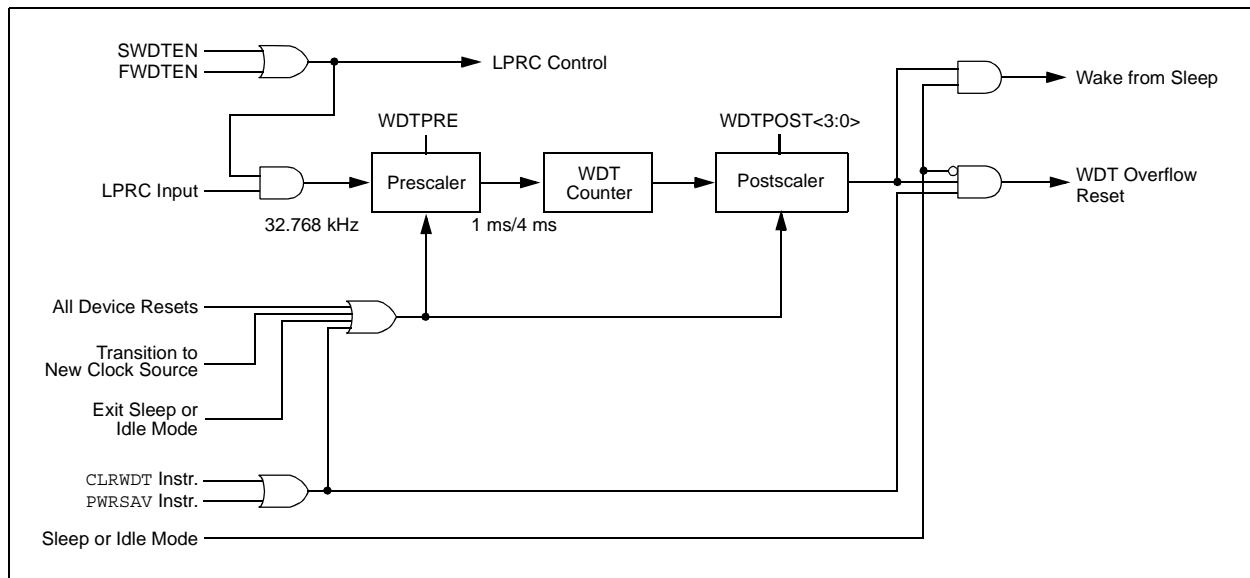 SWDTEN
FWDTEN
LPRC Control
Wake from Sleep
WDTPRE
WDTPOST<3:0>
LPRC Input
Prescaler
WDT
Counter
Postscaler
WDT Overflow
Reset
32.768 kHz
1 ms/4 ms
All Device Resets
Transition to
New Clock Source
Exit Sleep or
Idle Mode
CLRWDT Instr.
PWRSAV Instr.
Sleep or Idle Mode